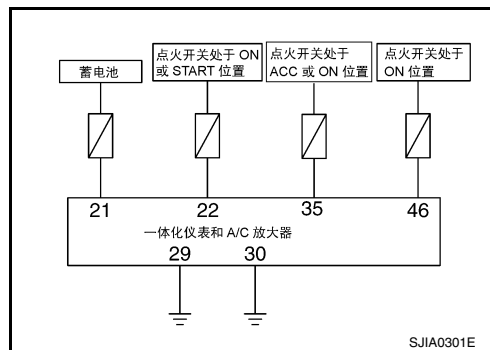 蓄电池
点火开关处于 ON
或 START 位置
点火开关处于
ACC 或 ON 位置
点火开关处于
ON 位置
21
22
35
46
一体化仪表和 A/C 放大器
29
30
SJIA0301E